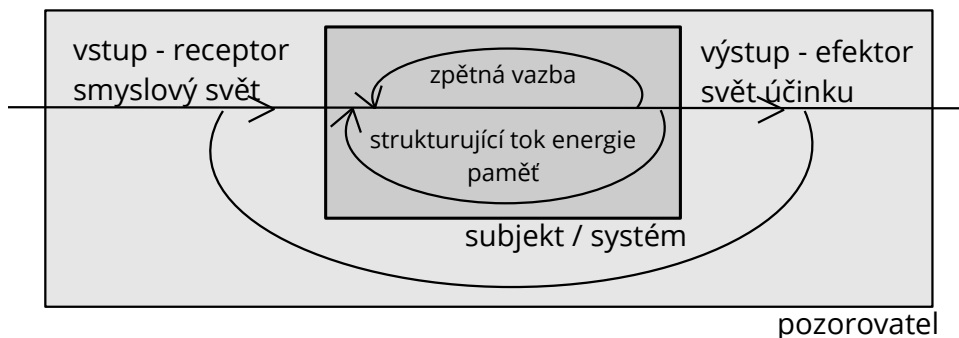 vstup - receptor
smyslový svět
zpětná vazba
strukturující tok energie
paměť
výstup - efektor
svět účinku
subjekt / systém
pozorovatel